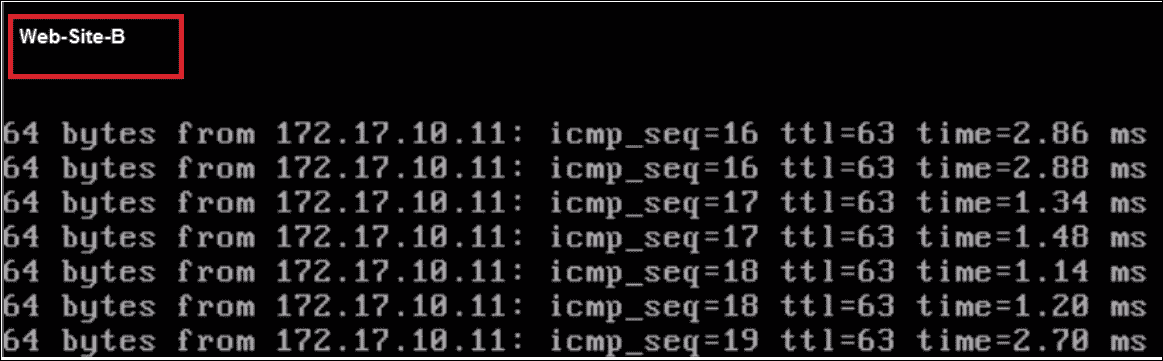 Web-Site-B
64 bytes from 172.17.10.11: icmp_seq=16 ttl=63 time=2.86 ms
64 bytes from 172.17.10.11: icmp_seq=16 ttl=63 time=2.88 ms
64 bytes from 172.17.10.11: icmp_seq=17 ttl=63 time=1.34 ms
64 bytes from 172.17.10.11: icmp_seq=17 ttl=63 time=1.48 ms
64 bytes from 172.17.10.11: icmp_seq=18 ttl=63 time=1.14 ms
64 bytes from 172.17.10.11: icmp_seq=18 ttl=63 time=1.20 ms
64 bytes from 172.17.10.11: icmp_seq=19 ttl=63 time=2.70 ms